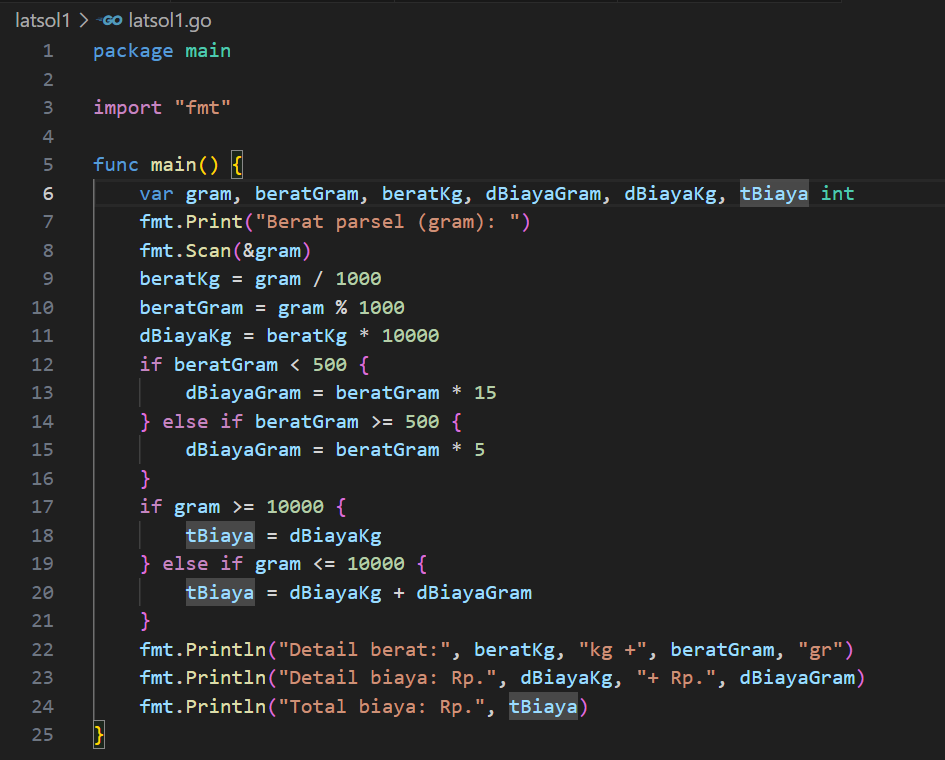 latsol1 > GO latsol1.go
1 package main
2
3 import "fmt"
4
5 func main() {
6     var gram, beratGram, beratKg, dBiayaGram, dBiayaKg, tBiaya int
7     fmt.Print("Berat parsel (gram): ")
8     fmt.Scan(&gram)
9     beratKg = gram / 1000
10     beratGram = gram % 1000
11     dBiayaKg = beratKg * 10000
12     if beratGram < 500 {
13         dBiayaGram = beratGram * 15
14     } else if beratGram >= 500 {
15         dBiayaGram = beratGram * 5
16     }
17     if gram >= 10000 {
18         tBiaya = dBiayaKg
19     } else if gram <= 10000 {
20         tBiaya = dBiayaKg + dBiayaGram
21     }
22     fmt.Println("Detail berat:", beratKg, "kg +", beratGram, "gr")
23     fmt.Println("Detail biaya: Rp.", dBiayaKg, "+ Rp.", dBiayaGram)
24     fmt.Println("Total biaya: Rp.", tBiaya)
25 }